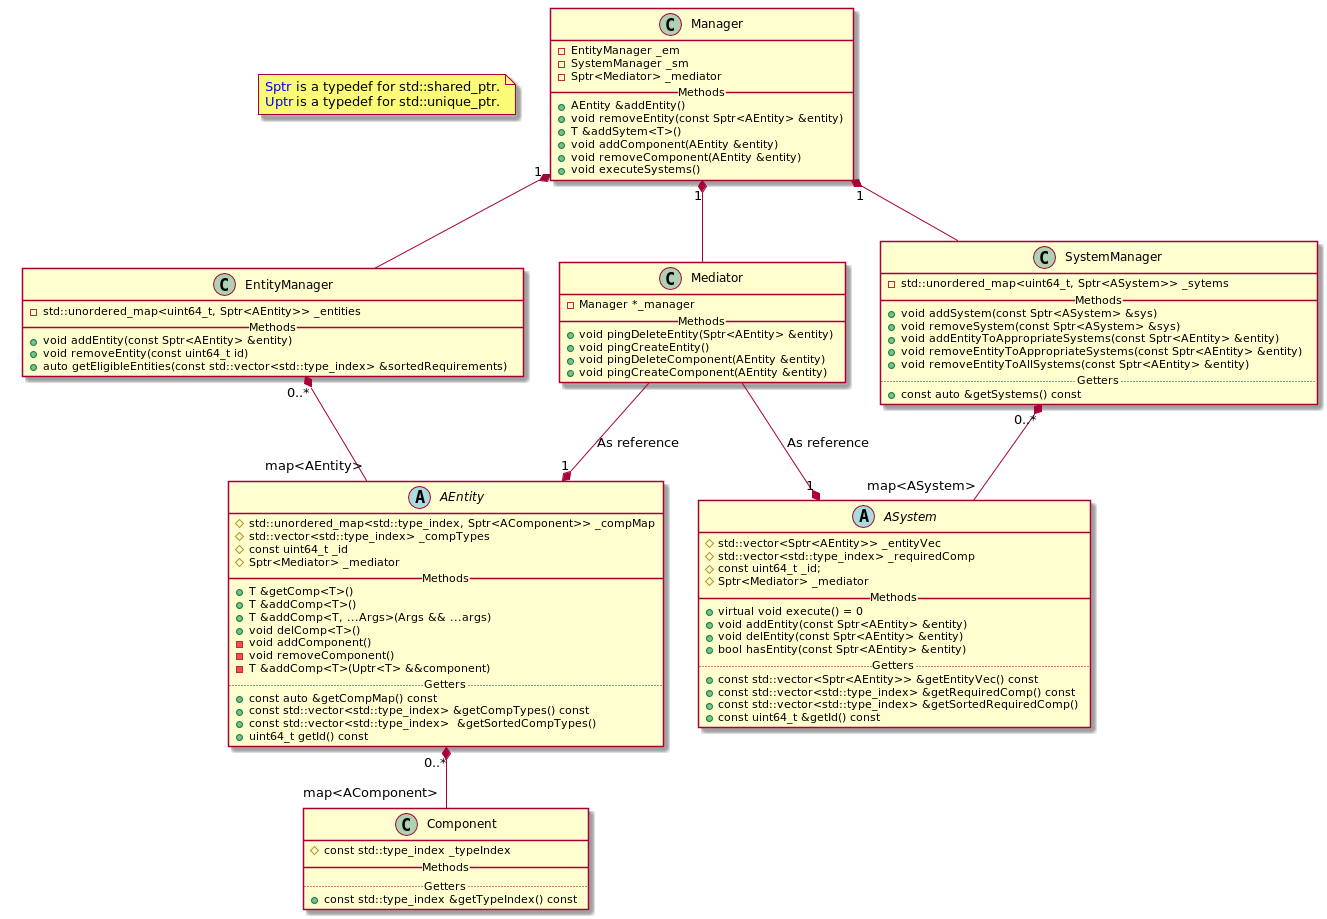 C Manager
EntityManager _em
SystemManager _sm
Sptr<Mediator> _mediator
Methods
AEntity &addEntity()
void removeEntity(const Sptr<AEntity> &entity)
T &addSytem<T>()
void addComponent(AEntity &entity)
void removeComponent(AEntity &entity)
void executeSystems()
Sptr is a typedef for std::shared_ptr.
Uptr is a typedef for std::unique_ptr.
1
1
1
C EntityManager
std::unordered_map<uint64_t, Sptr<AEntity>> _entities
Methods
void addEntity(const Sptr<AEntity> &entity)
void removeEntity(const uint64_t id)
auto getEligibleEntities(const std::vector<std::type_index> &sortedRequirements)
C Mediator
Manager *_manager
Methods
void pingDeleteEntity(Sptr<AEntity> &entity)
void pingCreateEntity()
void pingDeleteComponent(AEntity &entity)
void pingCreateComponent(AEntity &entity)
C SystemManager
std::unordered_map<uint64_t, Sptr<ASystem>> _sytems
Methods
void addSystem(const Sptr<ASystem> &sys)
void removeSystem(const Sptr<ASystem> &sys)
void addEntityToAppropriateSystems(const Sptr<AEntity> &entity)
void removeEntityToAppropriateSystems(const Sptr<AEntity> &entity)
void removeEntityToAllSystems(const Sptr<AEntity> &entity)
Getters
const auto &getSystems() const
0..*
map<AEntity>
As reference
1
As reference
1
0..*
map<ASystem>
A AEntity
std::unordered_map<std::type_index, Sptr<AComponent>> _compMap
std::vector<std::type_index> _compTypes
const uint64_t _id
Sptr<Mediator> _mediator
Methods
T &getComp<T>()
T &addComp<T>()
T &addComp<T, ...Args>(Args && ...args)
void delComp<T>()
void addComponent()
void removeComponent()
T &addComp<T>(Uptr<T> &&component)
Getters
const auto &getCompMap() const
const std::vector<std::type_index> &getCompTypes() const
const std::vector<std::type_index>  &getSortedCompTypes()
uint64_t getId() const
A ASystem
std::vector<Sptr<AEntity>> _entityVec
std::vector<std::type_index> _requiredComp
const uint64_t _id;
Sptr<Mediator> _mediator
Methods
virtual void execute() = 0
void addEntity(const Sptr<AEntity> &entity)
void delEntity(const Sptr<AEntity> &entity)
bool hasEntity(const Sptr<AEntity> &entity)
Getters
const std::vector<Sptr<AEntity>> &getEntityVec() const
const std::vector<std::type_index> &getRequiredComp() const
const std::vector<std::type_index> &getSortedRequiredComp()
const uint64_t &getId() const
0..*
map<AComponent>
C Component
const std::type_index _typeIndex
Methods
Getters
const std::type_index &getTypeIndex() const